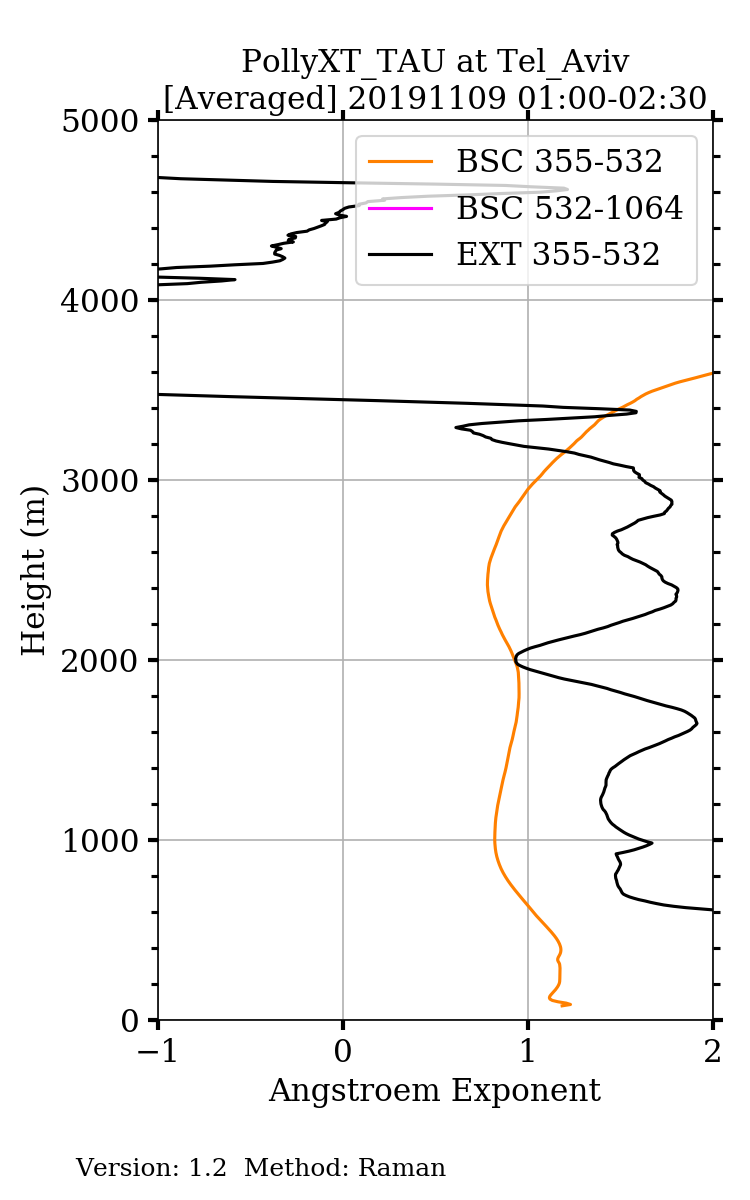 PollyXT_TAU at Tel_Aviv
[Averaged] 20191109 01:00-02:30
BSC 355-532
BSC 532-1064
EXT 355-532
5000
4000
3000
2000
1000
0
Height (m)
−1 0 1 2
Angstroem Exponent
Version: 1.2 Method: Raman